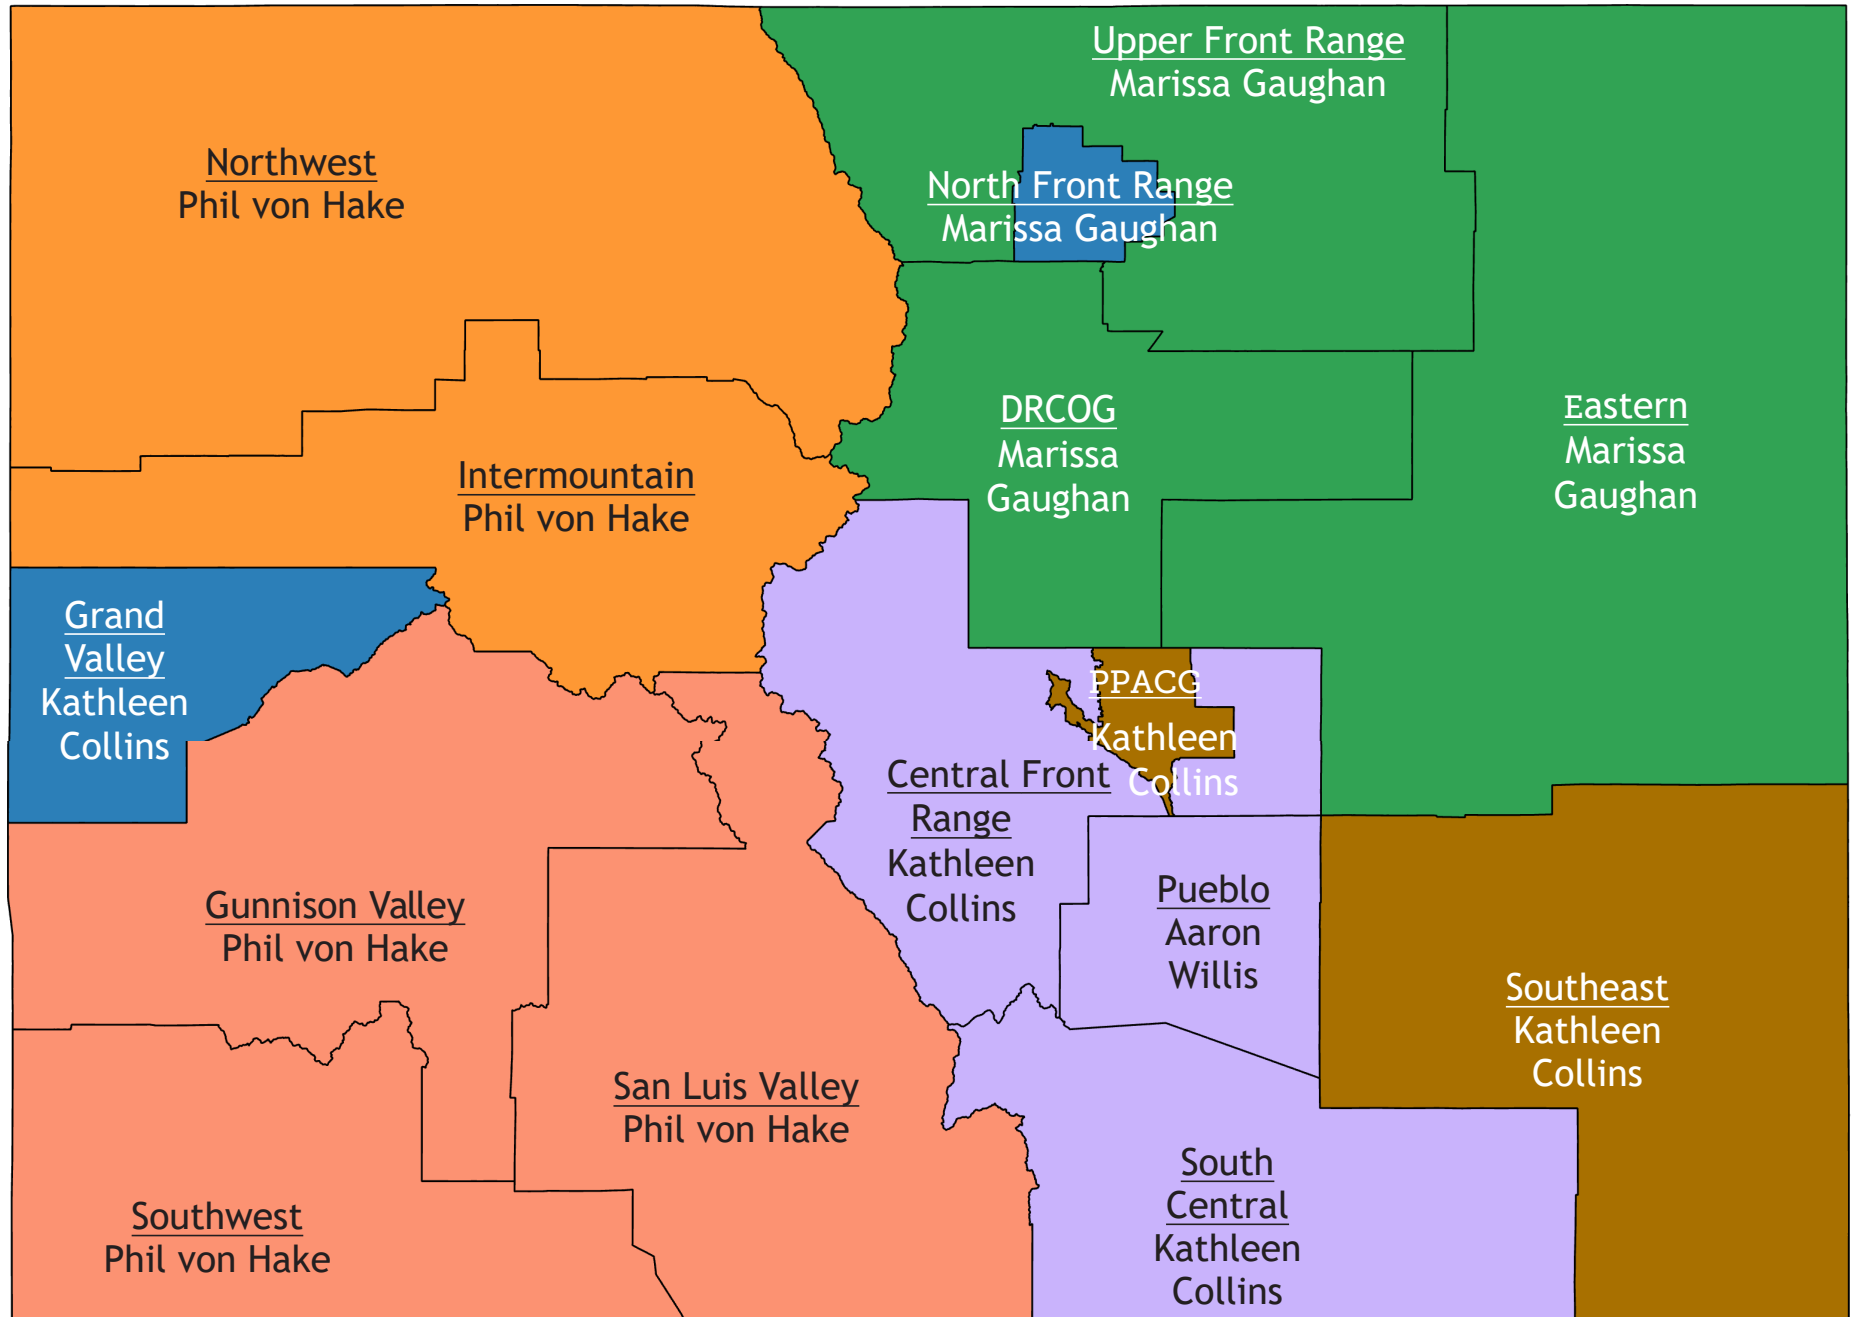 Upper Front Range
Marissa Gaughan
Northwest
Phil von Hake
North Front Range
Marissa Gaughan
DRCOG
Marissa
Gaughan
Eastern
Marissa
Gaughan
Intermountain
Phil von Hake
Grand
Valley
Kathleen
Collins
PPACG
Kathleen
Collins
Central Front
Range
Kathleen
Collins
Gunnison Valley
Phil von Hake
Pueblo
Aaron
Willis
Southeast
Kathleen
Collins
San Luis Valley
Phil von Hake
South
Central
Kathleen
Collins
Southwest
Phil von Hake